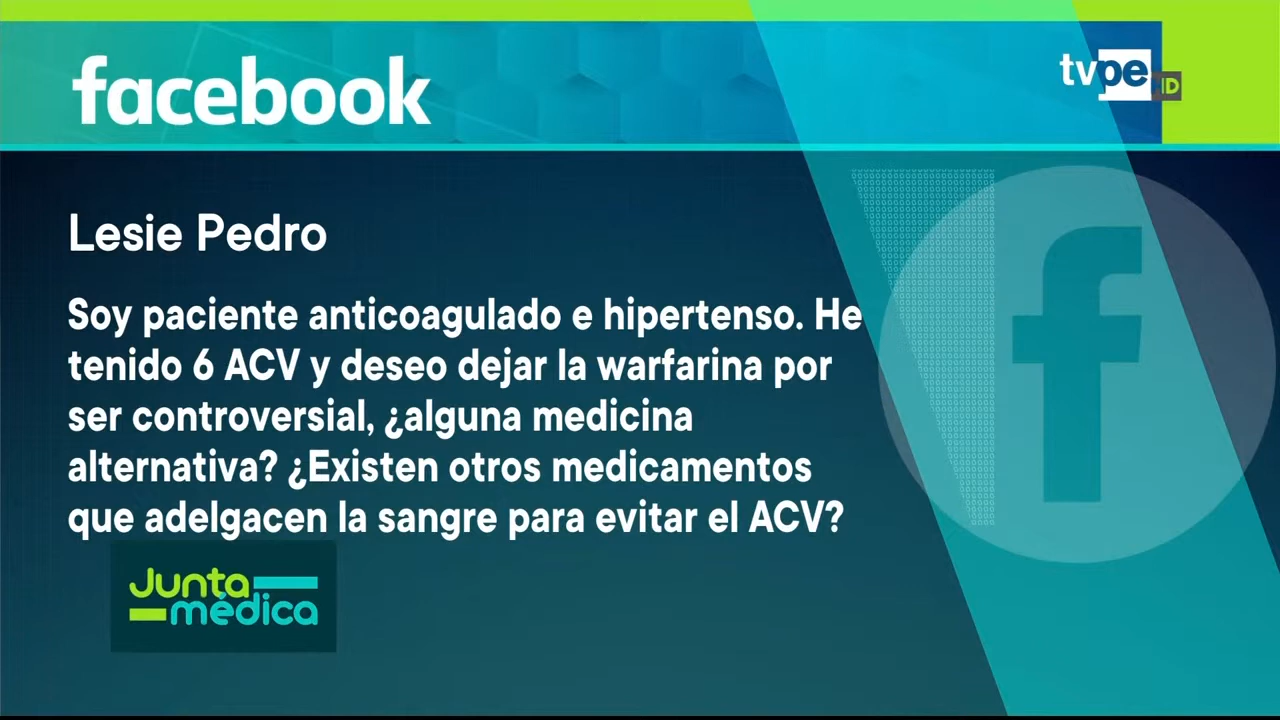 facebook
tvpe HD
Lesie Pedro
Soy paciente anticoagulado e hipertenso. He
tenido 6 ACV y deseo dejar la warfarina por
ser controversial, ¿alguna medicina
alternativa? ¿Existen otros medicamentos
que adelgacen la sangre para evitar el ACV?
Junta
médica
f